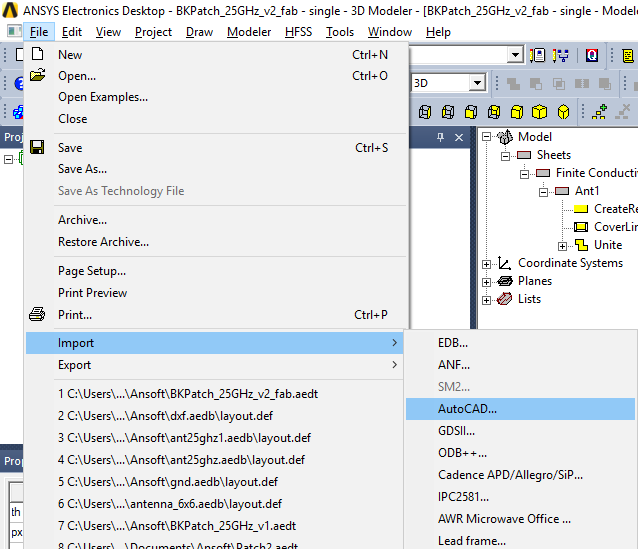 ANSYS Electronics Desktop - BKPatch_25GHz_v2_fab - single - 3D Modeler - [BKPatch_25GHz_v2_fab - single - Mo
File Edit View Project Draw Modeler HFSS Tools Window Help
New Ctrl+N
Open... Ctrl+O
Open Examples...
Close
Save Ctrl+S
Save As...
Save As Technology File
Archive...
Restore Archive...
Page Setup...
Print Preview
Print... Ctrl+P
Import
Export
1 C:\Users\...\Ansoft\BKPatch_25GHz_v2_fab.aedt
2 C:\Users\...\Ansoft\dxf.aedb\layout.def
3 C:\Users\...\Ansoft\ant25ghz1.aedb\layout.def
4 C:\Users\...\Ansoft\ant25ghz.aedb\layout.def
5 C:\Users\...\Ansoft\gnd.aedb\layout.def
6 C:\Users\...\antenna_6x6.aedb\layout.def
7 C:\Users\...\Ansoft\BKPatch_25GHz_v1.aedt
8 C:\Users\...\Documents\Ansoft\Patch2.aedt
EDB...
ANF...
SM2...
AutoCAD...
GDSII...
ODB++...
Cadence APD/Allegro/SiP...
IPC2581...
AWR Microwave Office ...
Lead frame...
3D
Q
Proj
Model
Sheets
Finite Conducti
Ant1
CreateRe
CoverLin
Unite
Coordinate Systems
Planes
Lists
Prop
th
px